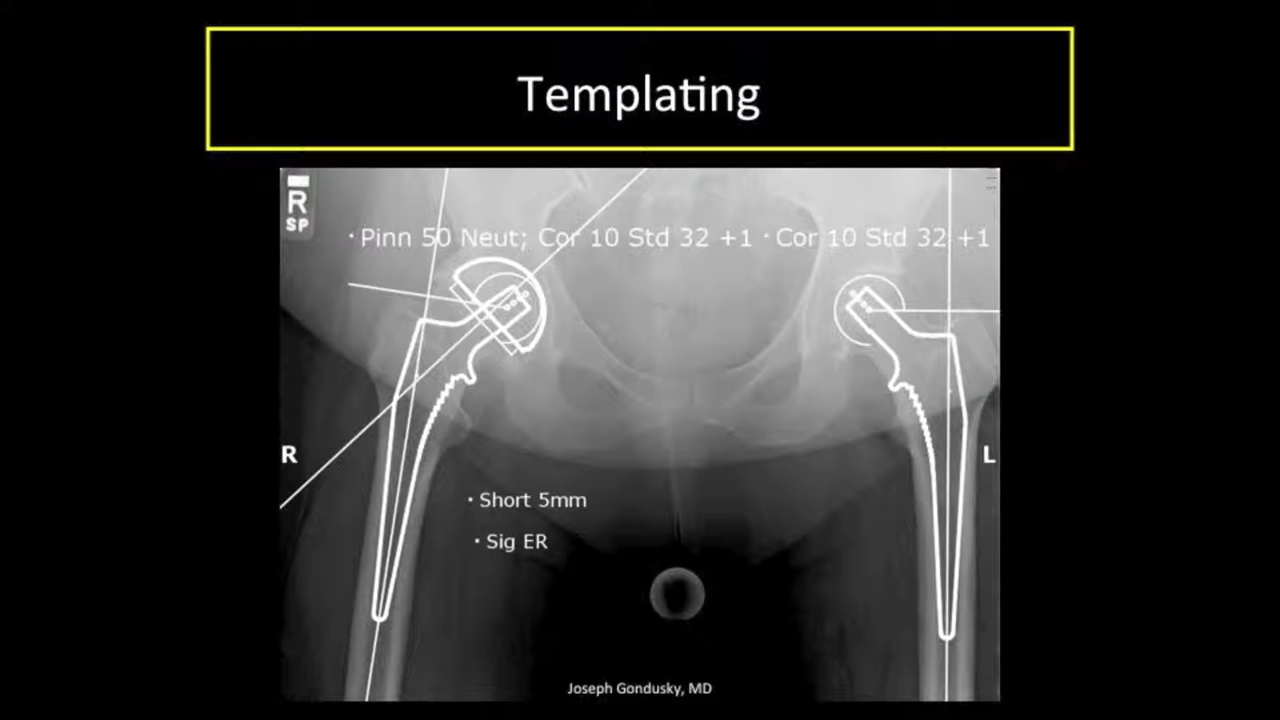 Templating
R
SP
· Pinn 50 Neut; Cor 10 Std 32 +1 · Cor 10 Std 32 +1
R
L
· Short 5mm
· Sig ER
Joseph Gondusky, MD